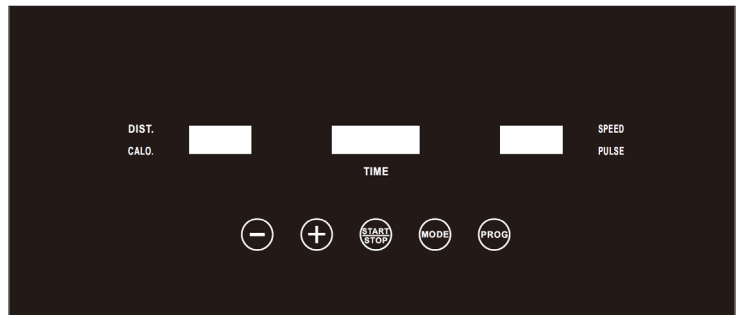 DIST.
SPEED
CALO.
PULSE
TIME
START
STOP
MODE
PROG